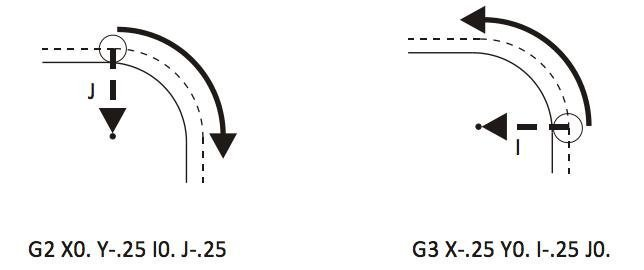 J
I
G2 X0. Y-.25 I0. J-.25
G3 X-.25 Y0. I-.25 J0.